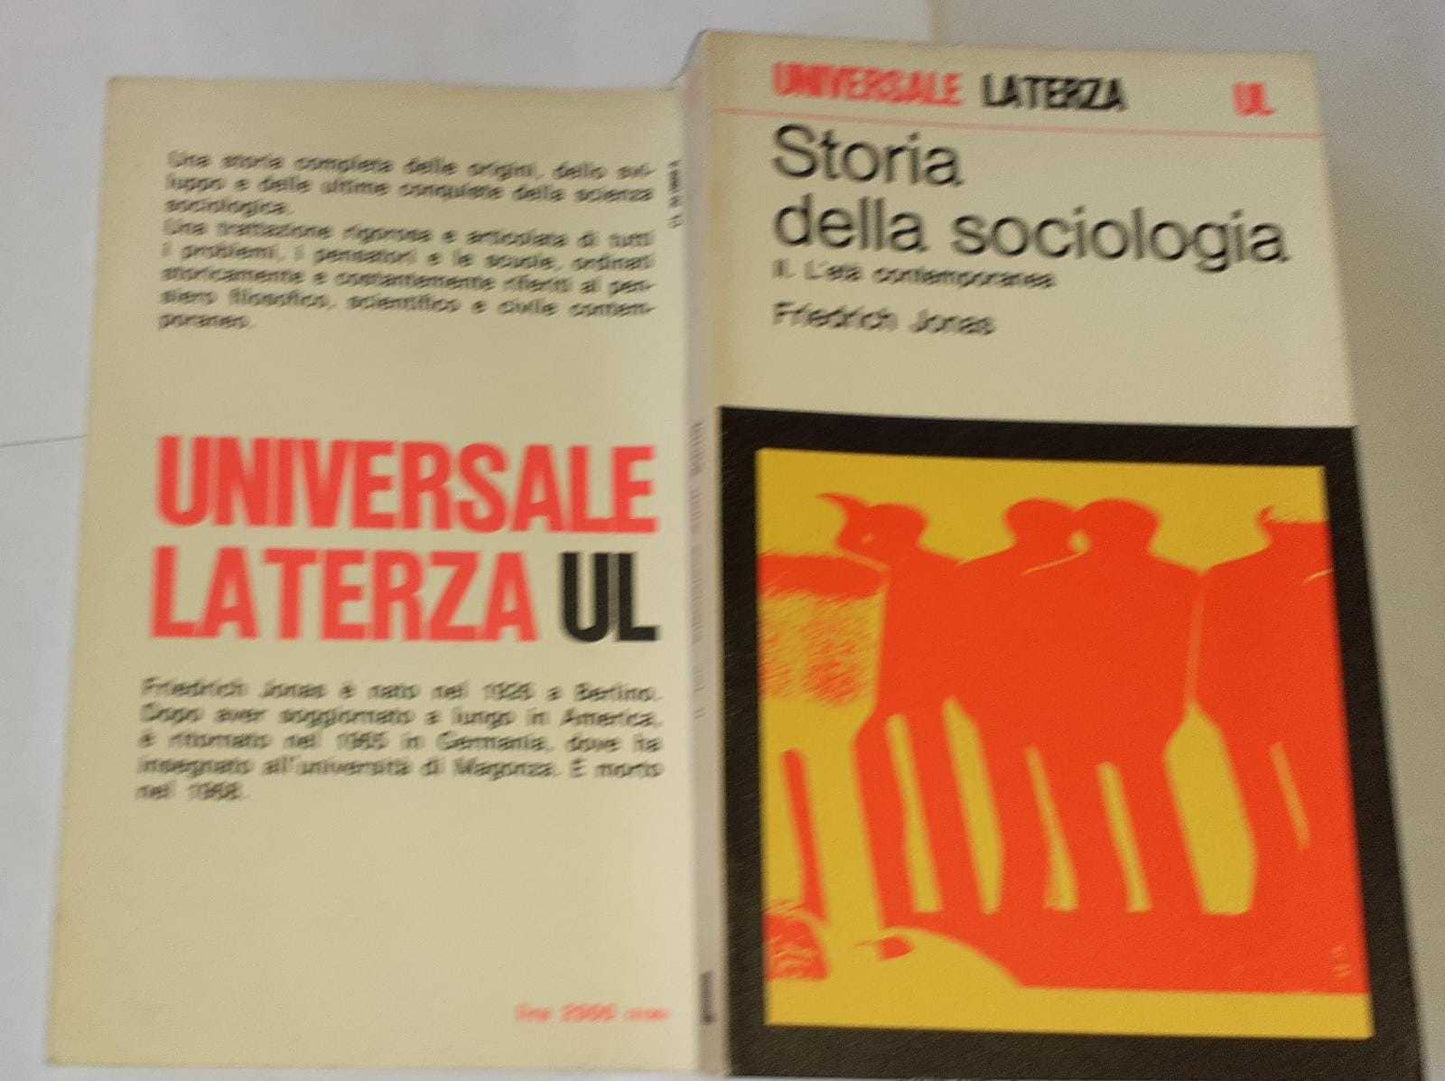 Una storia completa delle origini, dello svi-
luppo e delle ultime conquiste della scienza
sociologica.
Una trattazione rigorosa e articolata di tutti
i problemi, i pensatori e le scuole, ordinati
storicamente e costantemente riferiti al pen-
siero filosofico, scientifico e civile contem-
poraneo.
UNIVERSALE
LATERZA UL
Friedrich Jonas è nato nel 1926 a Berlino.
Dopo aver soggiornato a lungo in America,
è ritornato nel 1965 in Germania, dove ha
insegnato all'università di Magonza. È morto
nel 1968.
UNIVERSALE LATERZA UL
Storia
della sociologia
II. L'età contemporanea
Friedrich Jonas